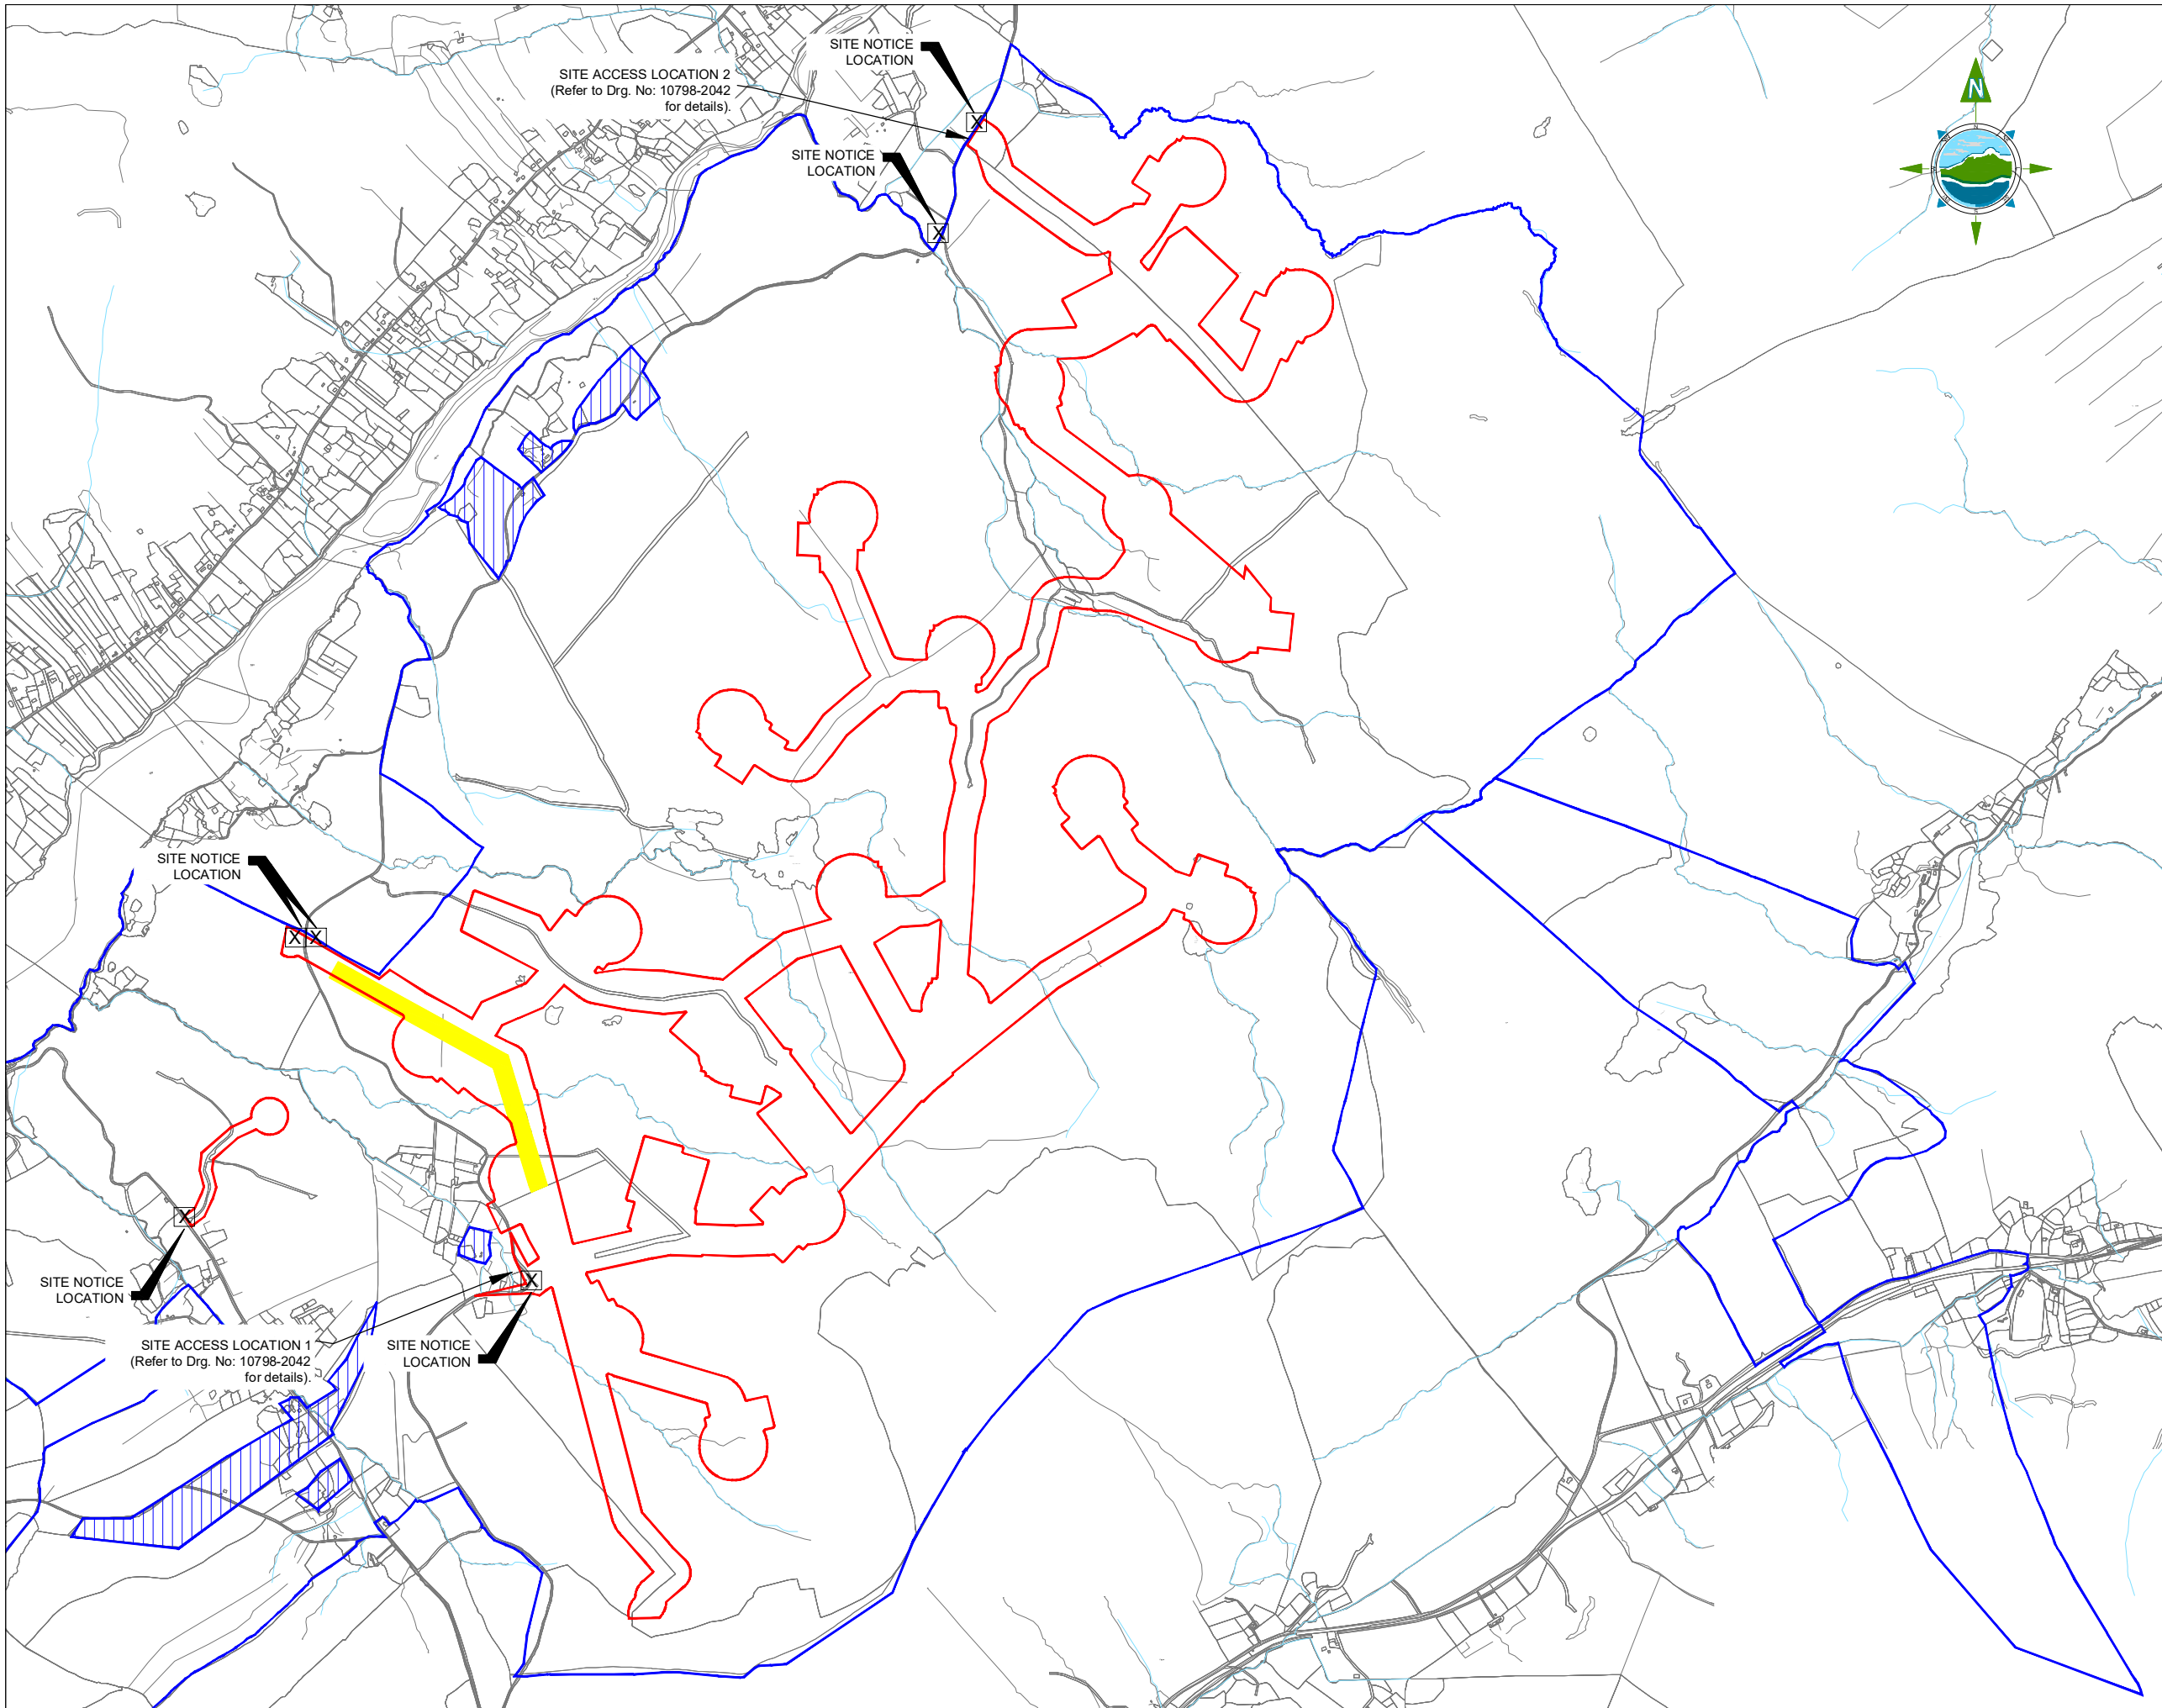 SITE NOTICE
LOCATION
SITE ACCESS LOCATION 2
(Refer to Drg. No: 10798-2042
for details).
X
N
SITE NOTICE
LOCATION
X
SITE NOTICE
LOCATION
X X
X
SITE NOTICE
LOCATION
X
SITE ACCESS LOCATION 1
(Refer to Drg. No: 10798-2042
for details).
SITE NOTICE
LOCATION